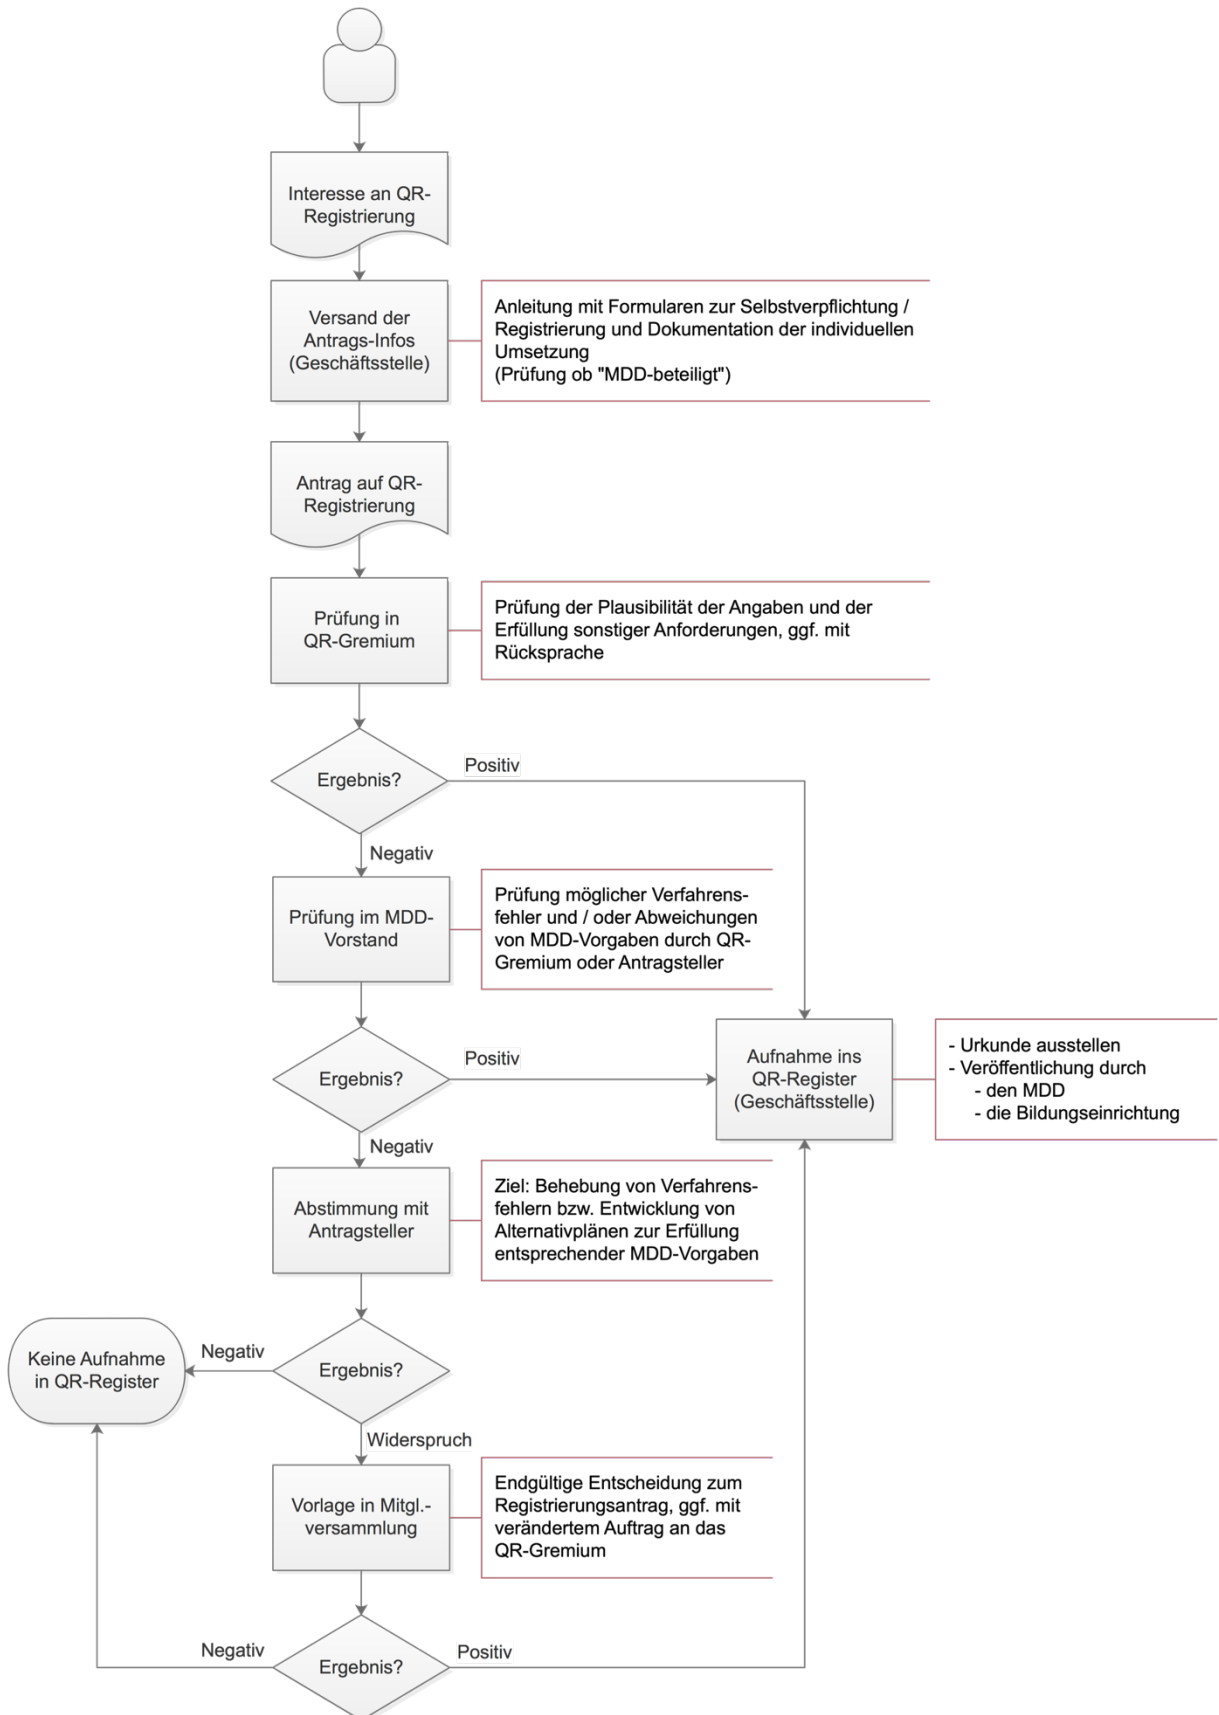 Interesse an QR-
Registrierung
Versand der
Antrags-Infos
(Geschäftsstelle)
Anleitung mit Formularen zur Selbstverpflichtung /
Registrierung und Dokumentation der individuellen
Umsetzung
(Prüfung ob "MDD-beteiligt")
Antrag auf QR-
Registrierung
Prüfung in
QR-Gremium
Prüfung der Plausibilität der Angaben und der
Erfüllung sonstiger Anforderungen, ggf. mit
Rücksprache
Ergebnis?
Positiv
Negativ
Prüfung im MDD-
Vorstand
Prüfung möglicher Verfahrens-
fehler und / oder Abweichungen
von MDD-Vorgaben durch QR-
Gremium oder Antragsteller
Ergebnis?
Positiv
Negativ
Aufnahme ins
QR-Register
(Geschäftsstelle)
- Urkunde ausstellen
- Veröffentlichung durch
- den MDD
- die Bildungseinrichtung
Abstimmung mit
Antragsteller
Ziel: Behebung von Verfahrens-
fehlern bzw. Entwicklung von
Alternativplänen zur Erfüllung
entsprechender MDD-Vorgaben
Ergebnis?
Negativ
Keine Aufnahme
in QR-Register
Widerspruch
Vorlage in Mitgl.-
versammlung
Endgültige Entscheidung zum
Registrierungsantrag, ggf. mit
verändertem Auftrag an das
QR-Gremium
Ergebnis?
Negativ
Positiv